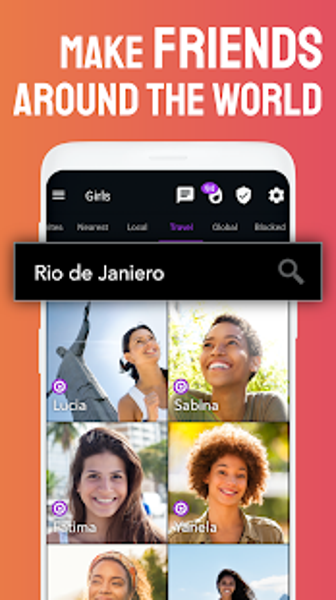 MAKE FRIENDS
AROUND THE WORLD
Girls
ites Nearest Local Travel Global Blocked
Rio de Janiero
Lucia
Sabina
Fatima
Yanela